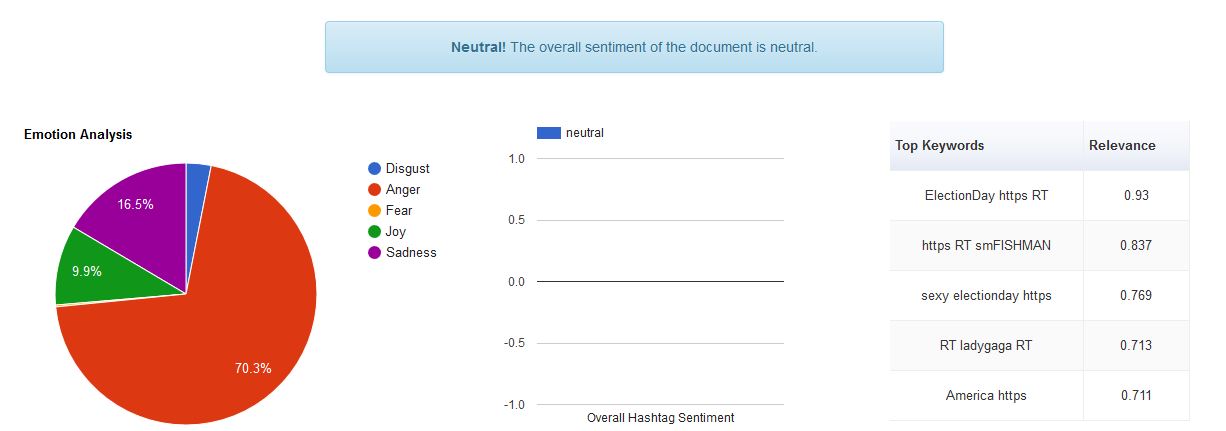 Neutral! The overall sentiment of the document is neutral.
Emotion Analysis
16.5%
9.9%
70.3%
Disgust
Anger
Fear
Joy
Sadness
neutral
1.0
0.5
0.0
-0.5
-1.0
Overall Hashtag Sentiment
Top Keywords Relevance
ElectionDay https RT 0.93
https RT smFISHMAN 0.837
sexy electionday https 0.769
RT ladygaga RT 0.713
America https 0.711